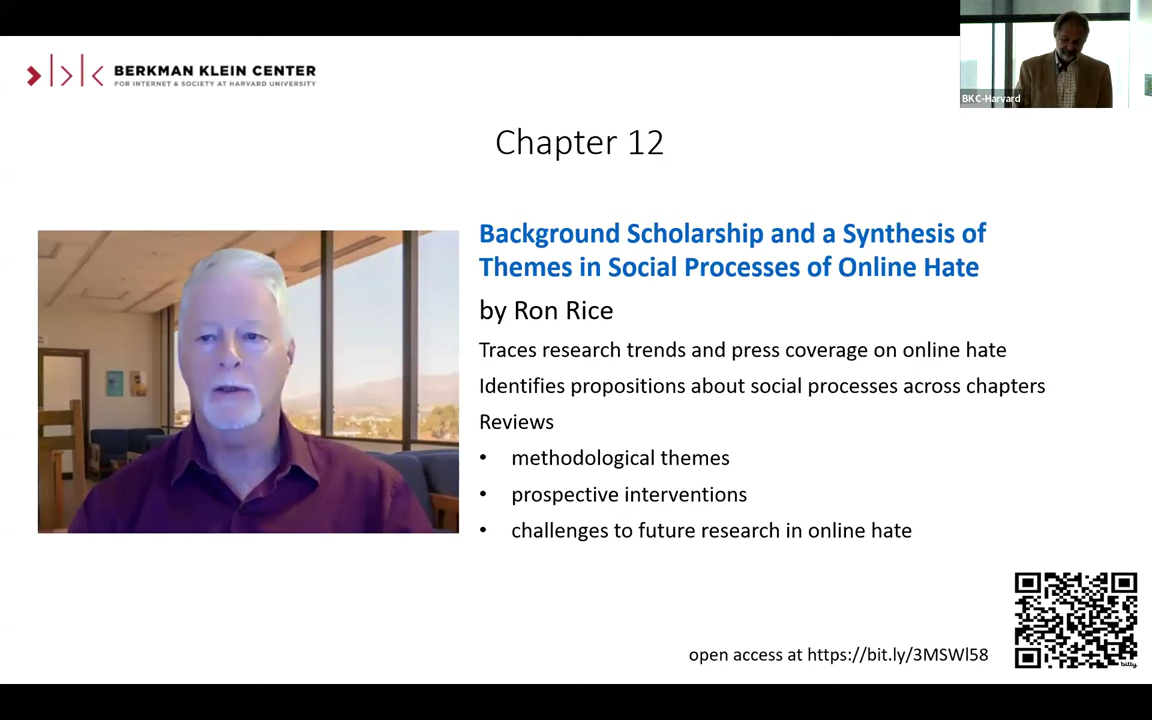 BERKMAN KLEIN CENTER
FOR INTERNET & SOCIETY AT HARVARD UNIVERSITY
BKC-Harvard
Chapter 12
Background Scholarship and a Synthesis of
Themes in Social Processes of Online Hate
by Ron Rice
Traces research trends and press coverage on online hate
Identifies propositions about social processes across chapters
Reviews
• methodological themes
• prospective interventions
• challenges to future research in online hate
open access at https://bit.ly/3MSWl58
bitly